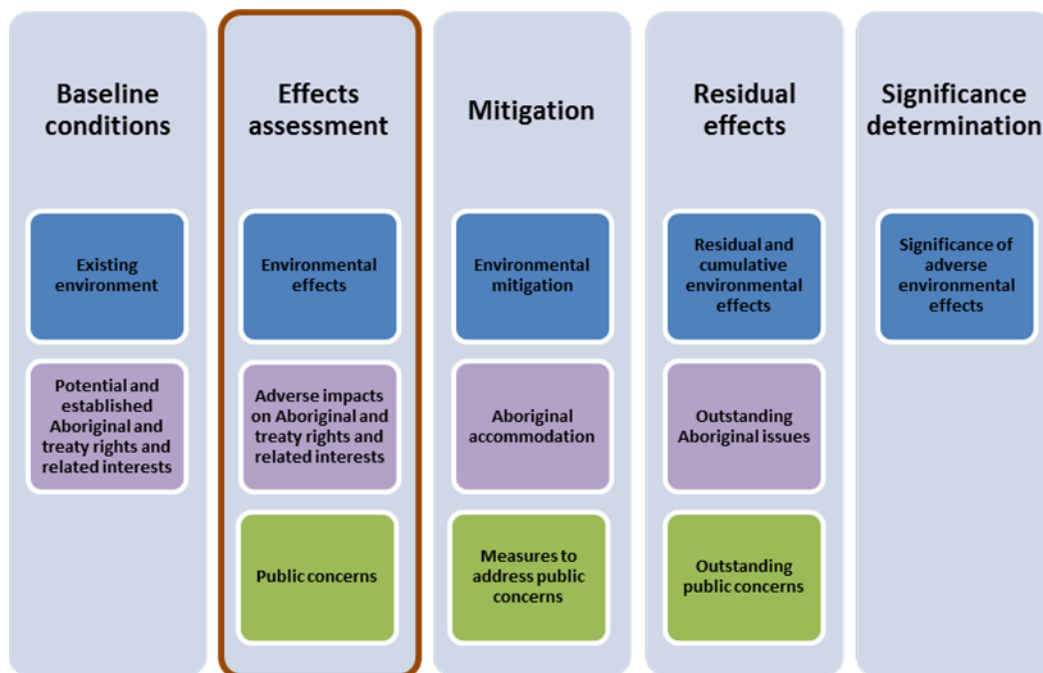 Baseline
conditions
Existing
environment
Potential and
established
Aboriginal and
treaty rights and
related interests
Effects
assessment
Environmental
effects
Adverse impacts
on Aboriginal and
treaty rights and
related interests
Public concerns
Mitigation
Environmental
mitigation
Aboriginal
accommodation
Measures to
address public
concerns
Residual
effects
Residual and
cumulative
environmental
effects
Outstanding
Aboriginal issues
Outstanding
public concerns
Significance
determination
Significance of
adverse
environmental
effects